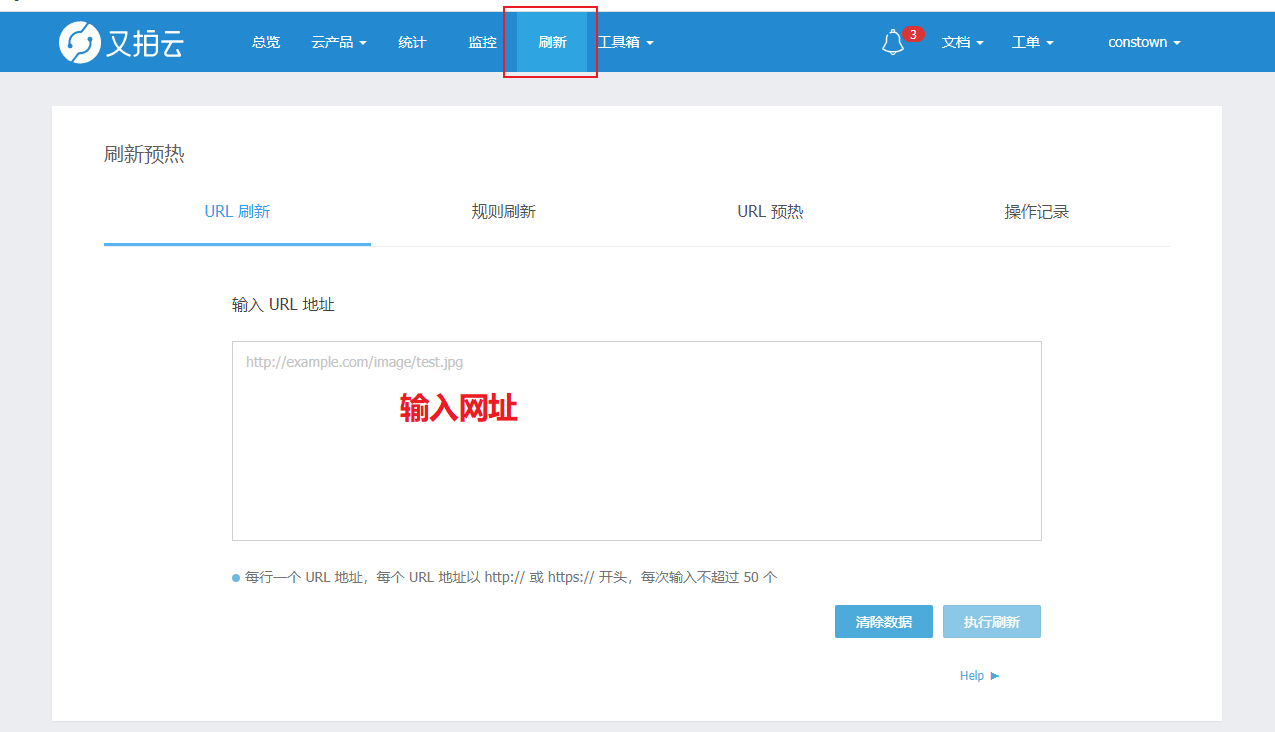 又拍云 总览 云产品 统计 监控 刷新 工具箱 3 文档 工单 constown
刷新预热
URL 刷新 规则刷新 URL 预热 操作记录
输入 URL 地址
http://example.com/image/test.jpg
输入网址
每行一个 URL 地址，每个 URL 地址以 http:// 或 https:// 开头，每次输入不超过 50 个
清除数据 执行刷新
Help